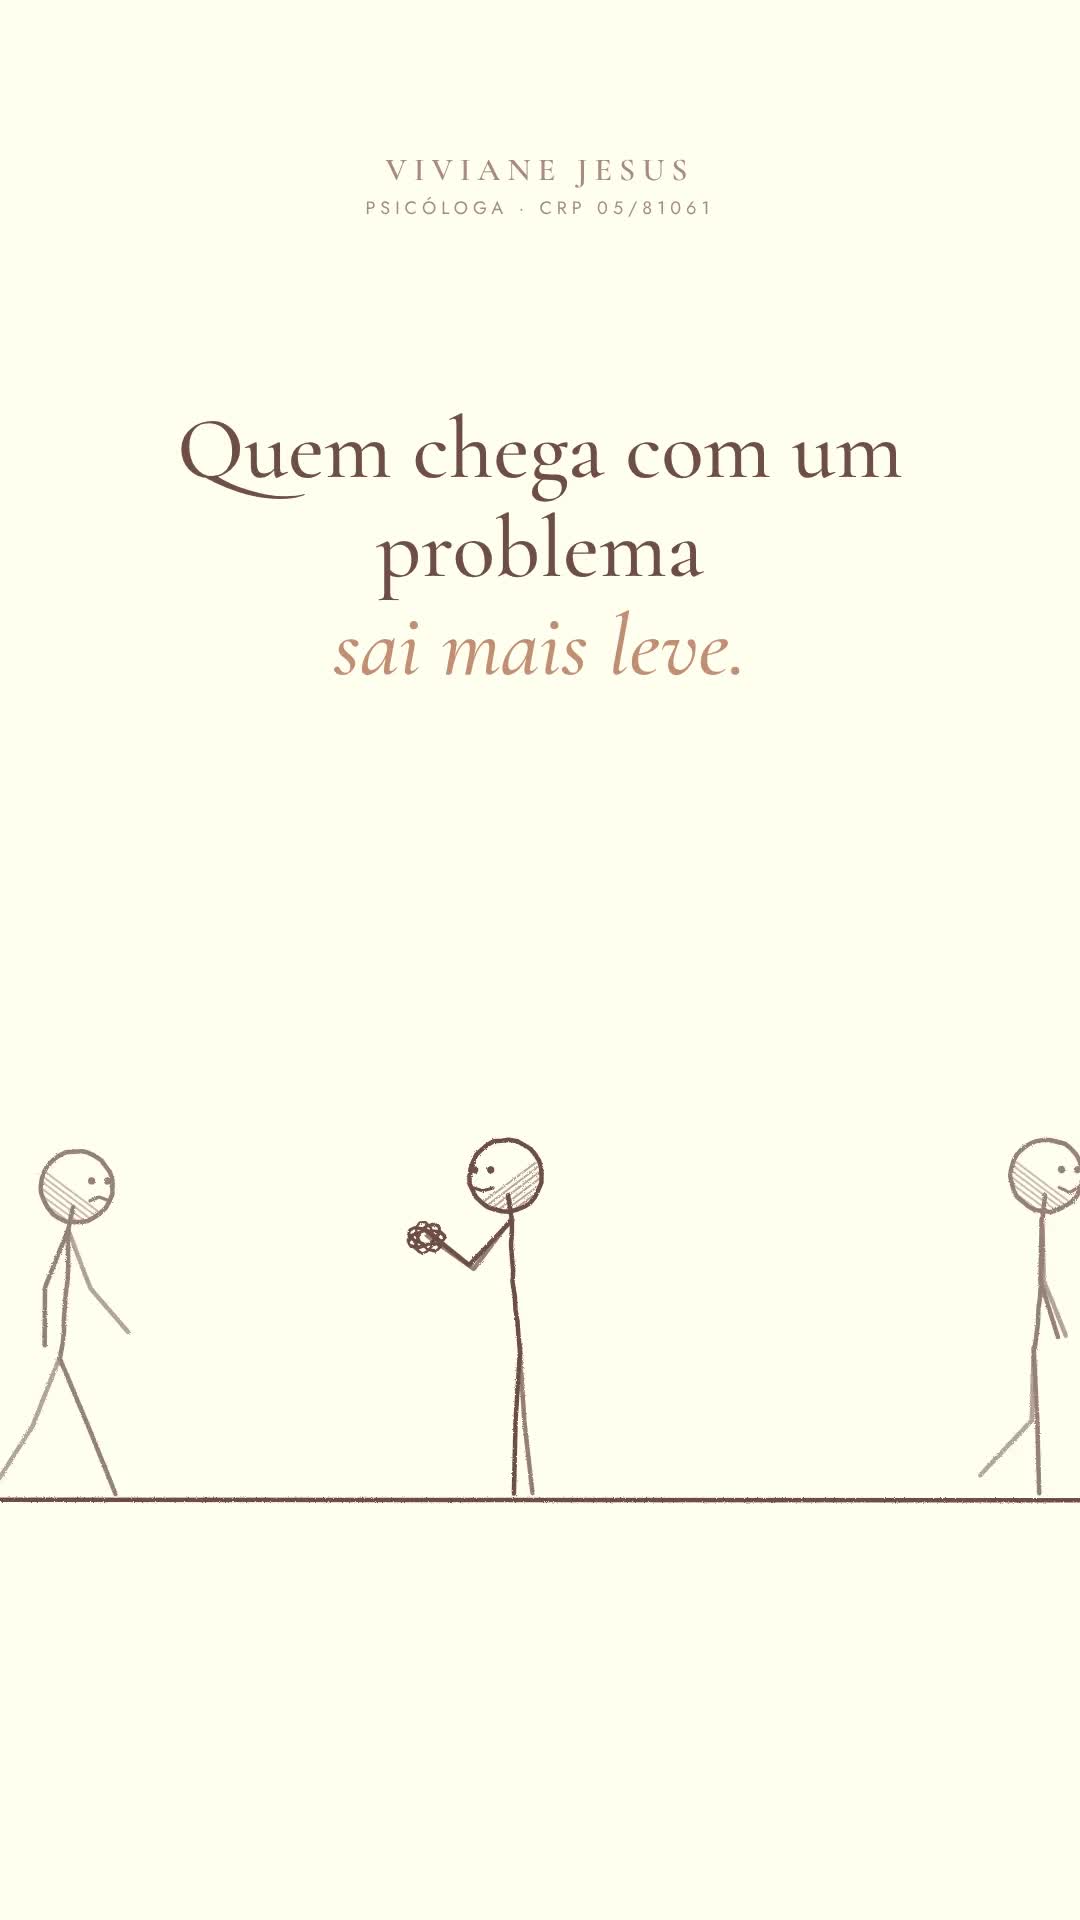 VIVIANE JESUS
PSICÓLOGA · CRP 05/81061
Quem chega com um
problema
sai mais leve.